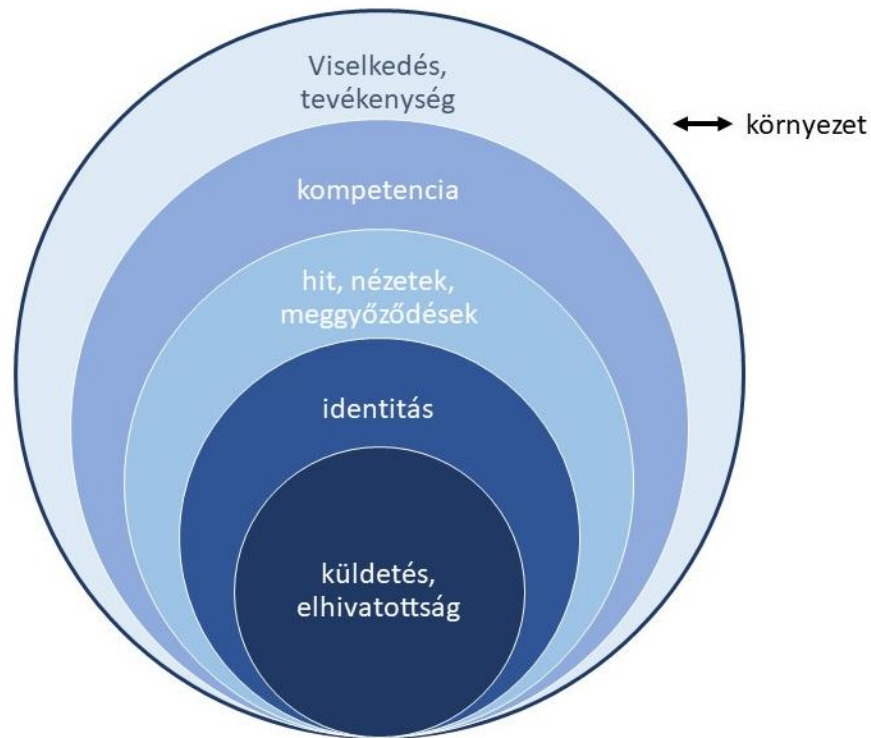 Viselkedés,
tevékenység
környezet
kompetencia
hit, nézetek,
meggyőződések
identitás
küldetés,
elhivatottság